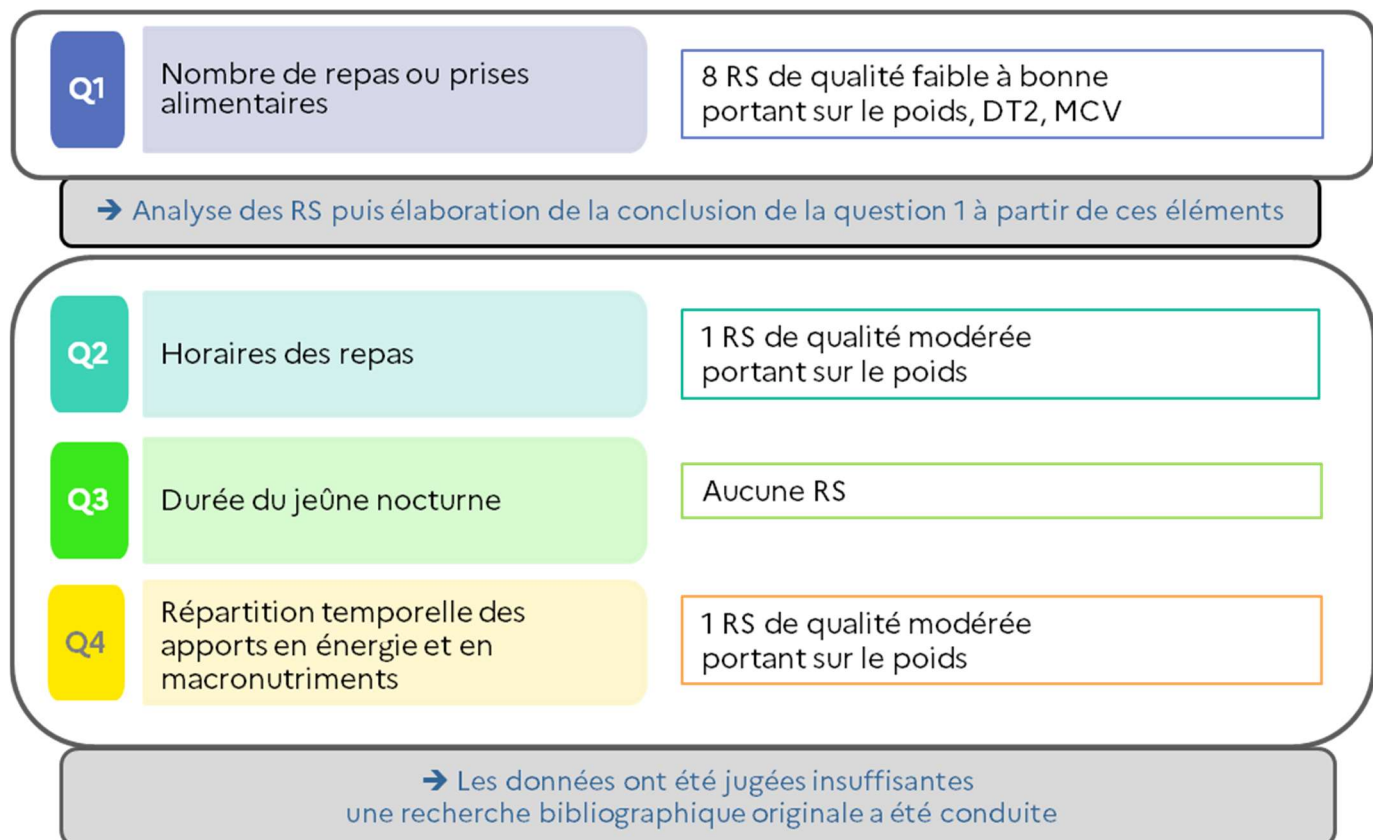 Q1
Nombre de repas ou prises
alimentaires
8 RS de qualité faible à bonne
portant sur le poids, DT2, MCV
➔ Analyse des RS puis élaboration de la conclusion de la question 1 à partir de ces éléments
Q2
Horaires des repas
1 RS de qualité modérée
portant sur le poids
Q3
Durée du jeûne nocturne
Aucune RS
Q4
Répartition temporelle des
apports en énergie et en
macronutriments
1 RS de qualité modérée
portant sur le poids
➔ Les données ont été jugées insuffisantes
une recherche bibliographique originale a été conduite